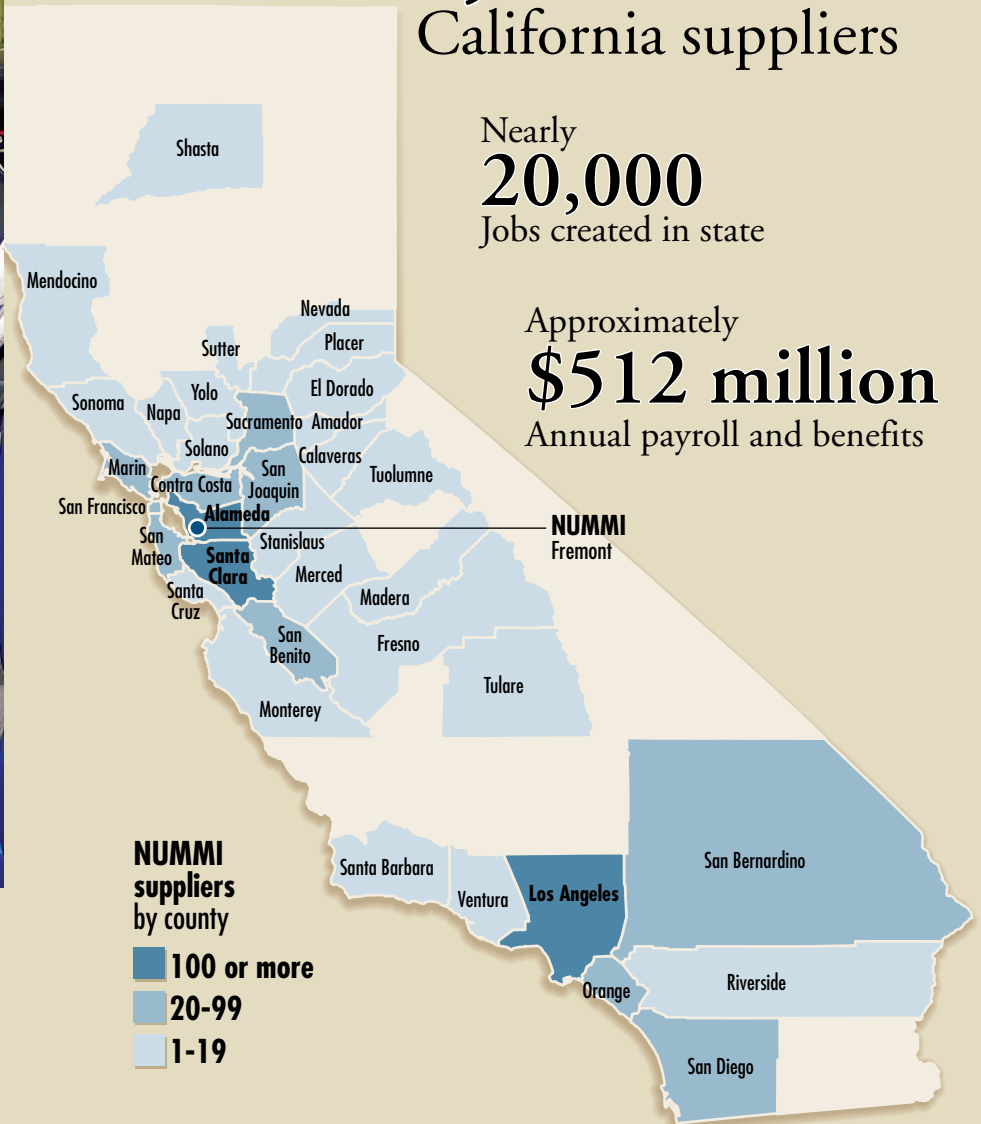 California suppliers
Nearly
20,000
Jobs created in state
Approximately
$512 million
Annual payroll and benefits
Shasta
Mendocino
Nevada
Placer
Sutter
El Dorado
Yolo
Sonoma
Napa
Sacramento
Amador
Solano
Calaveras
Marin
San
Joaquin
Tuolumne
Contra Costa
San Francisco
Alameda
NUMMI
Fremont
San
Mateo
Stanislaus
Santa
Clara
Merced
Santa
Cruz
Madera
San
Benito
Fresno
Tulare
Monterey
Santa Barbara
Ventura
Los Angeles
San Bernardino
Orange
Riverside
San Diego
NUMMI
suppliers
by county
100 or more
20-99
1-19